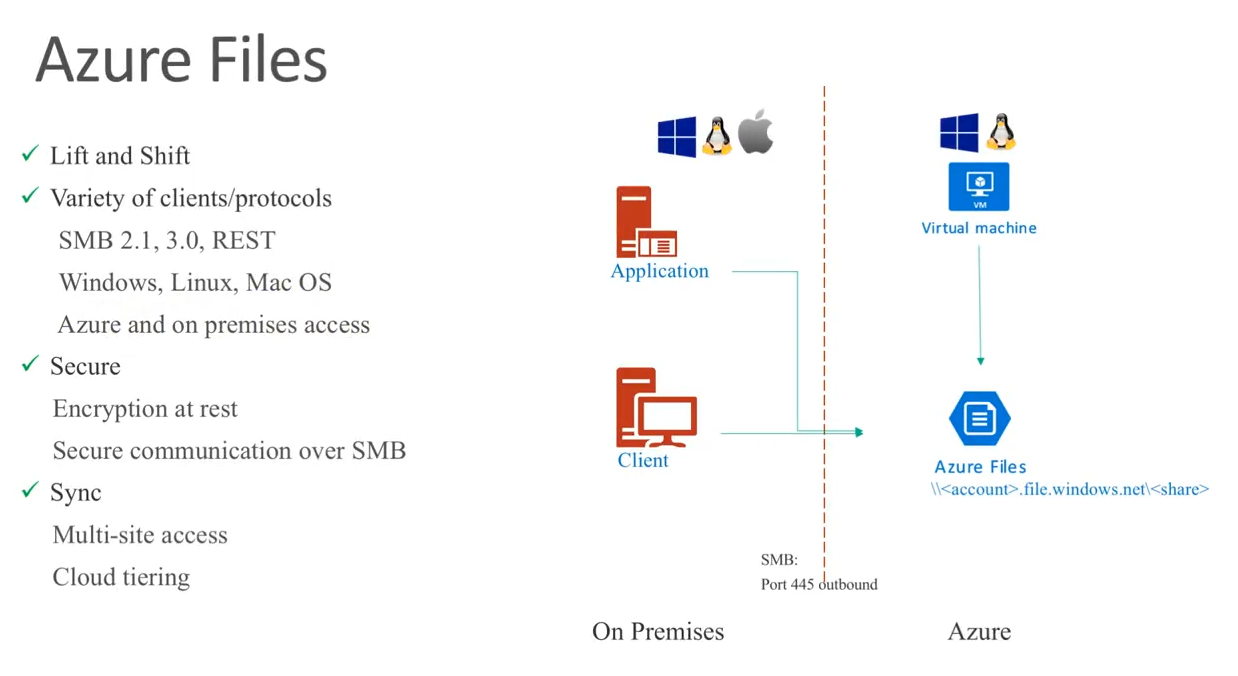 Azure Files
Lift and Shift
Variety of clients/protocols
SMB 2.1, 3.0, REST
Windows, Linux, Mac OS
Azure and on premises access
Secure
Encryption at rest
Secure communication over SMB
Sync
Multi-site access
Cloud tiering
Application
Client
SMB:
Port 445 outbound
On Premises
VM
Virtual machine
Azure Files
\\<account>.file.windows.net\<share>
Azure